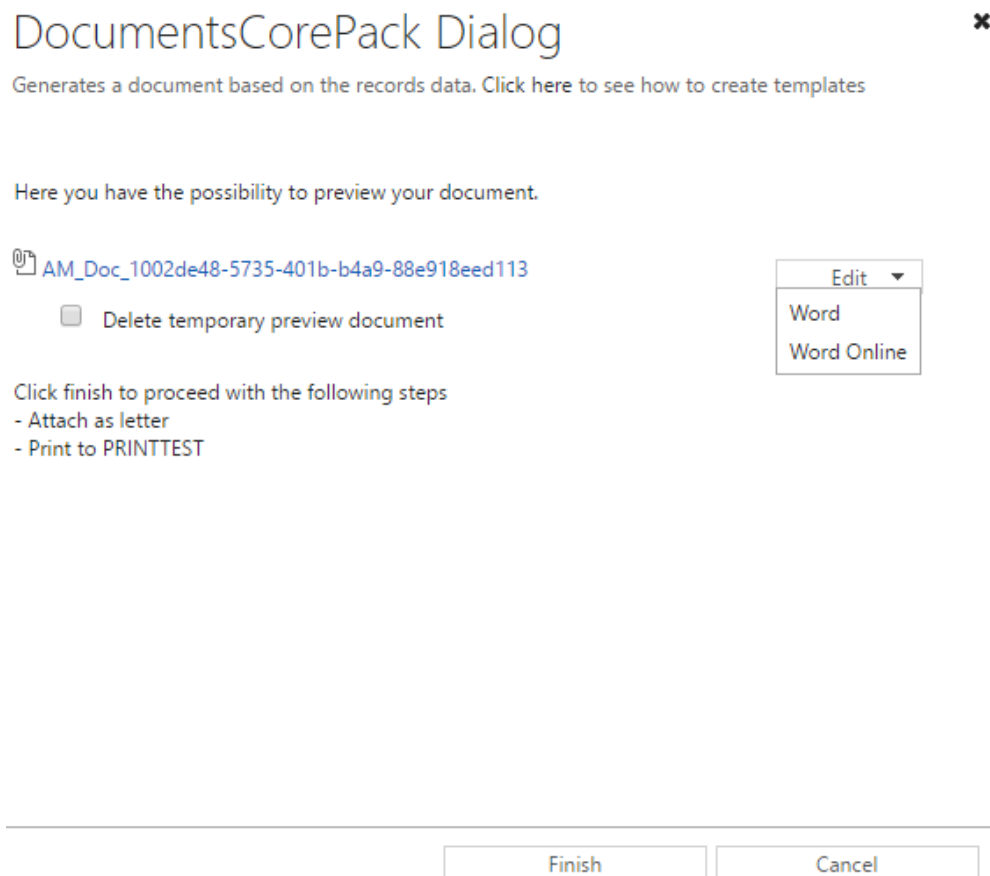 DocumentsCorePack Dialog
Generates a document based on the records data. Click here to see how to create templates
Here you have the possibility to preview your document.
AM_Doc_1002de48-5735-401b-b4a9-88e918eed113
Edit
Delete temporary preview document
Word
Word Online
Click finish to proceed with the following steps
- Attach as letter
- Print to PRINTTEST
Finish
Cancel